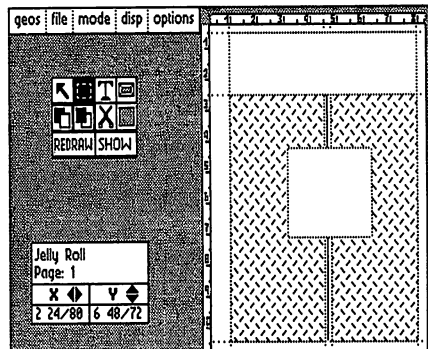 geos file mode disp options
REDRAW SHOW
Jelly Roll
Page: 1
X Y
2 24/80 6 48/72